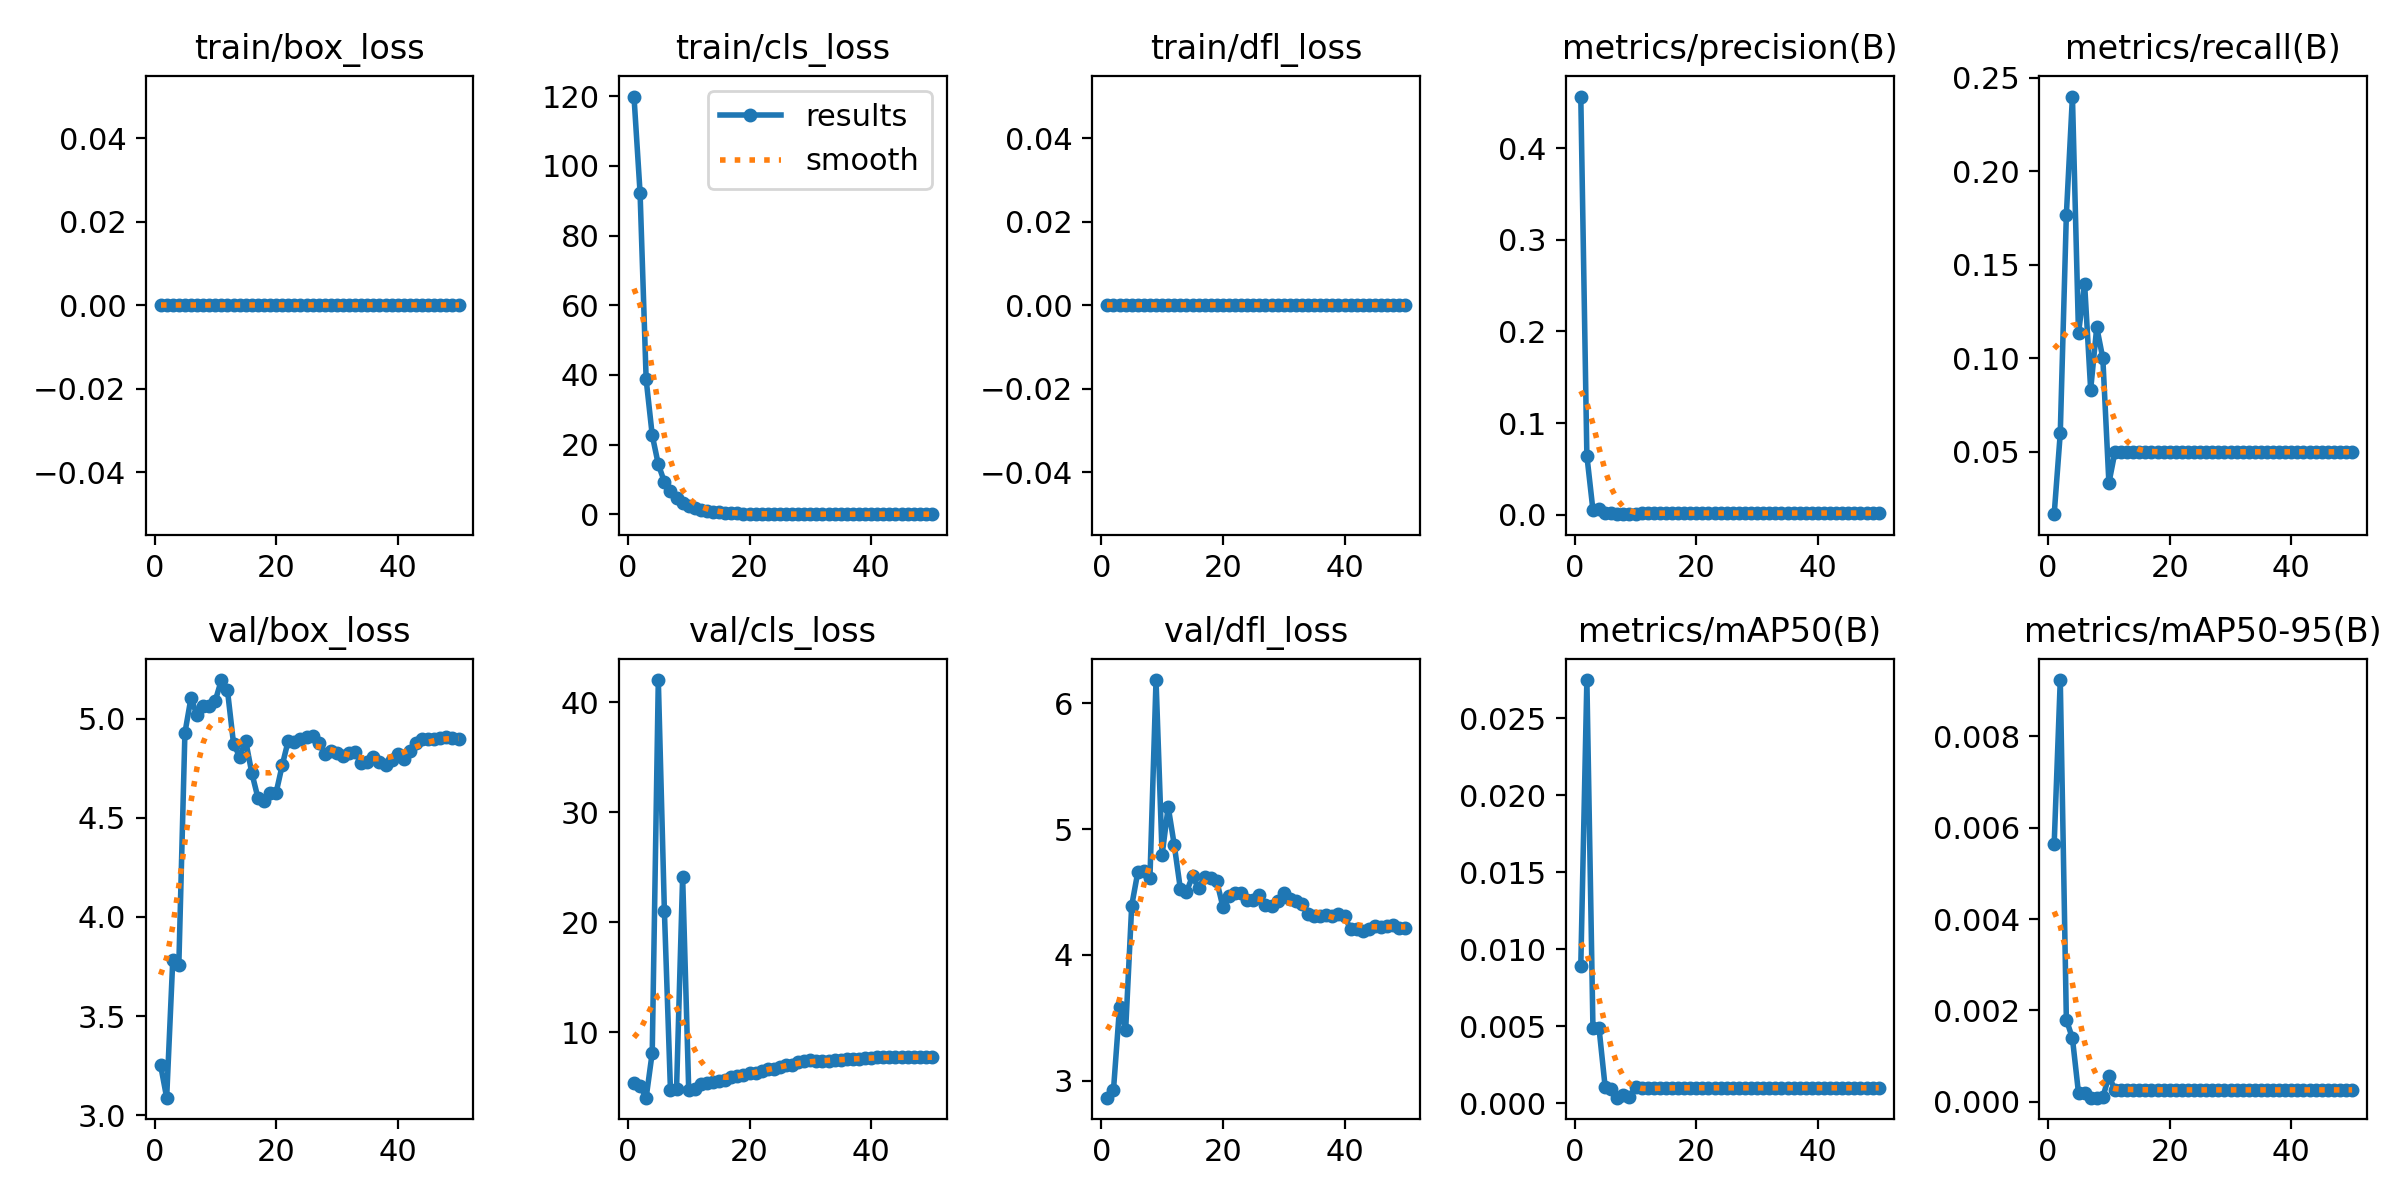 train/box_loss
0.04
0.02
0.00
−0.02
−0.04
0 20 40
train/cls_loss
results
smooth
120
100
80
60
40
20
0
0 20 40
train/dfl_loss
0.04
0.02
0.00
−0.02
−0.04
0 20 40
metrics/precision(B)
0.4
0.3
0.2
0.1
0.0
0 20 40
metrics/recall(B)
0.25
0.20
0.15
0.10
0.05
0 20 40
val/box_loss
5.0
4.5
4.0
3.5
3.0
0 20 40
val/cls_loss
40
30
20
10
0 20 40
val/dfl_loss
6
5
4
3
0 20 40
metrics/mAP50(B)
0.025
0.020
0.015
0.010
0.005
0.000
0 20 40
metrics/mAP50-95(B)
0.008
0.006
0.004
0.002
0.000
0 20 40